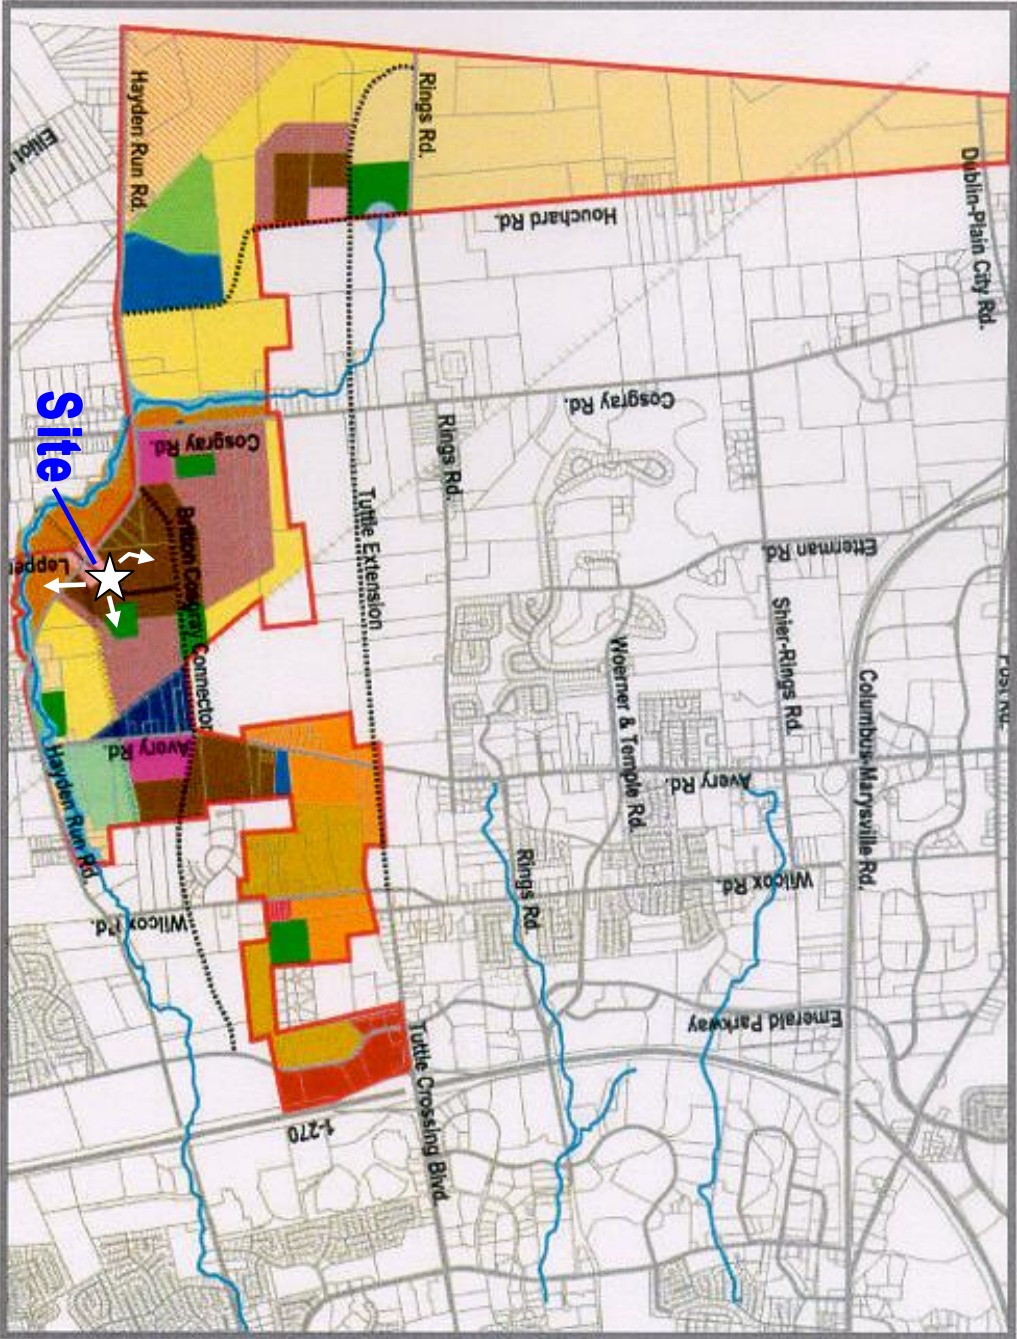 Rings Rd.
Hayden Run Rd.
Dublin-Plain City Rd.
Houchard Rd.
Cosgray Rd.
Site
Cosgray Rd
Rings Rd.
Tuttle Extension
Britton Cosgray Connector
Etterman Rd.
Shier-Rings Rd.
Woerner & Temple Rd.
Columbus-Marysville Rd.
Avery Rd.
Avery Rd.
Hayden Run Rd.
Wilcox Rd.
Rings Rd.
Wilcox Rd.
Emerald Parkway
Tuttle Crossing Blvd.
I-270